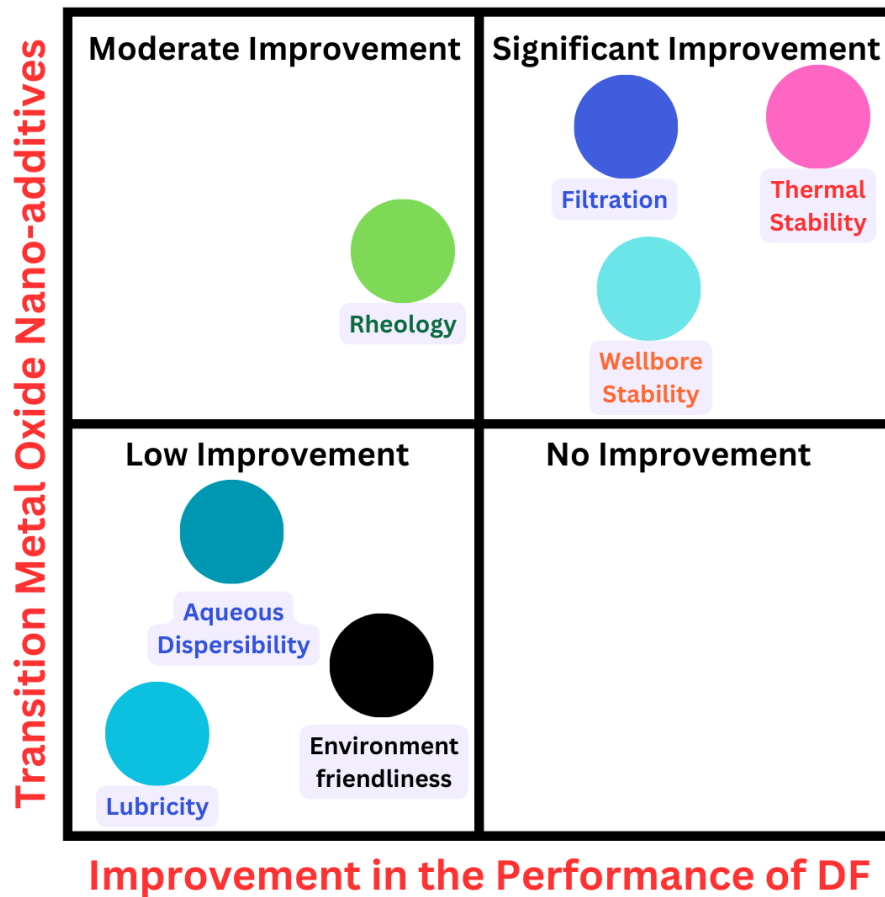 Transition Metal Oxide Nano-additives
Moderate Improvement
Significant Improvement
Filtration
Thermal
Stability
Rheology
Wellbore
Stability
Low Improvement
No Improvement
Aqueous
Dispersibility
Environment
friendliness
Lubricity
Improvement in the Performance of DF